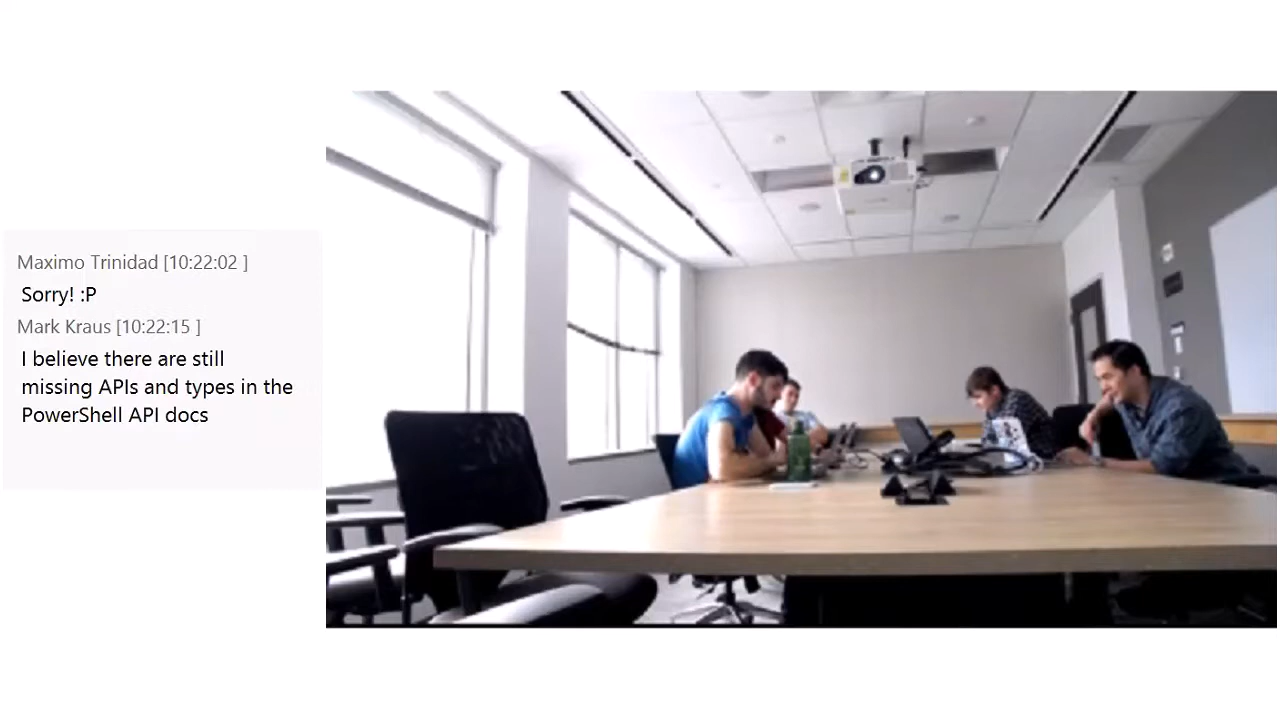 Maximo Trinidad [10:22:02 ]
Sorry! :P
Mark Kraus [10:22:15 ]
I believe there are still
missing APIs and types in the
PowerShell API docs